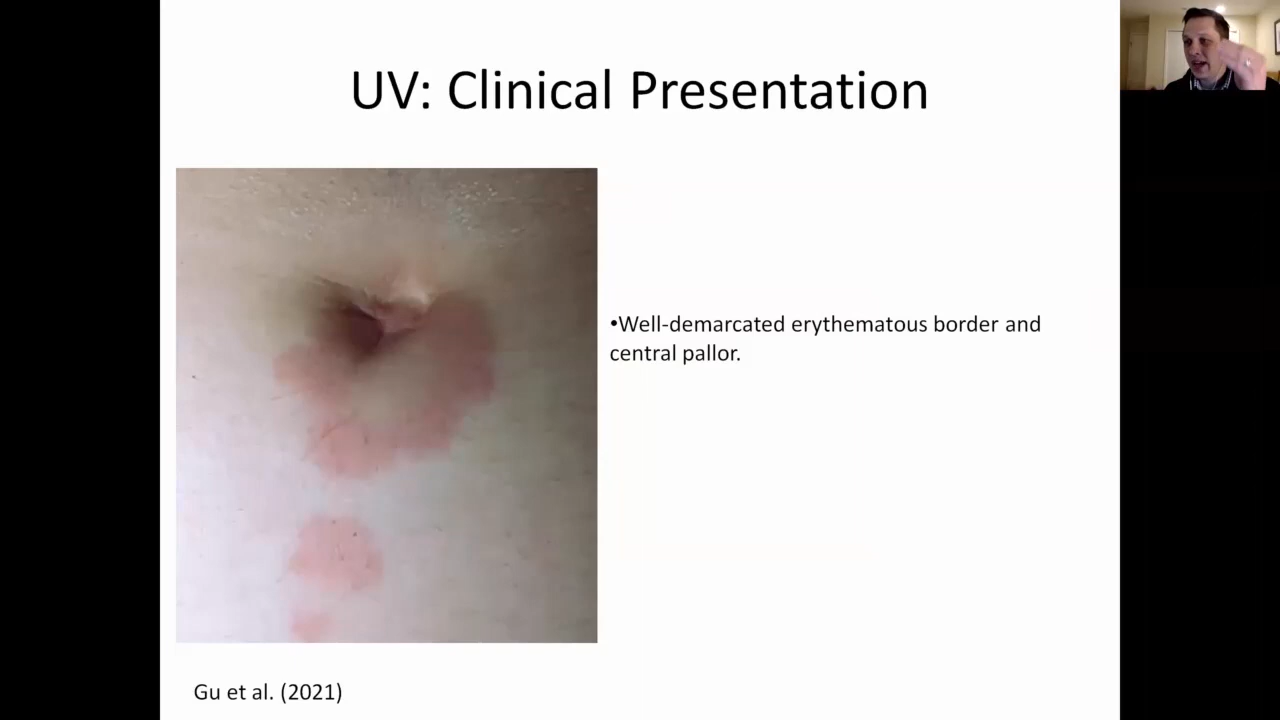 UV: Clinical Presentation
•Well-demarcated erythematous border and
central pallor.
Gu et al. (2021)